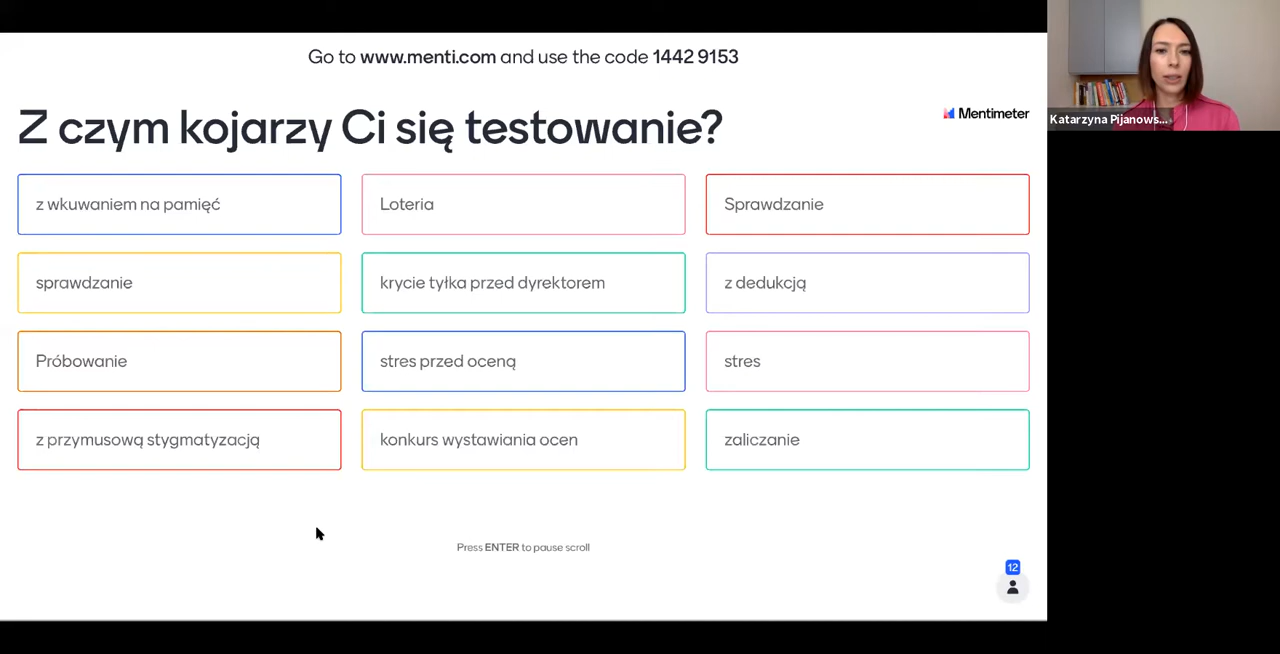 Go to www.menti.com and use the code 1442 9153
Z czym kojarzy Ci się testowanie?
Mentimeter
Katarzyna Pijanows...
z wkuwaniem na pamięć
Loteria
Sprawdzanie
sprawdzanie
krycie tyłka przed dyrektorem
z dedukcją
Próbowanie
stres przed oceną
stres
z przymusową stygmatyzacją
konkurs wystawiania ocen
zaliczanie
Press ENTER to pause scroll
12